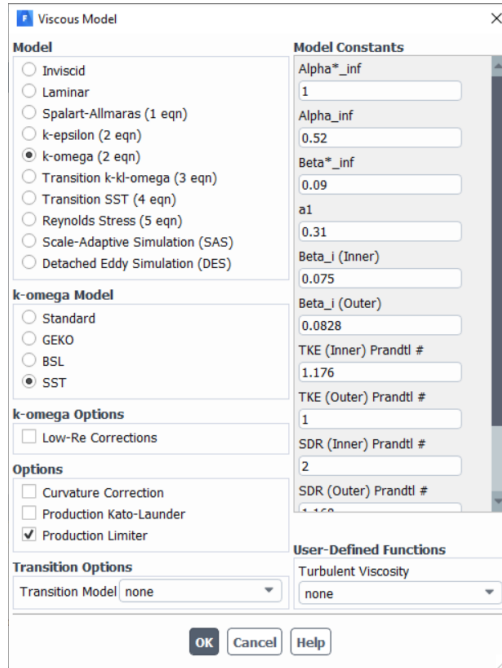 Viscous Model
Model
Inviscid
Laminar
Spalart-Allmaras (1 eqn)
k-epsilon (2 eqn)
k-omega (2 eqn)
Transition k-kl-omega (3 eqn)
Transition SST (4 eqn)
Reynolds Stress (5 eqn)
Scale-Adaptive Simulation (SAS)
Detached Eddy Simulation (DES)
k-omega Model
Standard
GEKO
BSL
SST
k-omega Options
Low-Re Corrections
Options
Curvature Correction
Production Kato-Launder
Production Limiter
Transition Options
Transition Model none
Model Constants
Alpha*_inf
1
Alpha_inf
0.52
Beta*_inf
0.09
a1
0.31
Beta_i (Inner)
0.075
Beta_i (Outer)
0.0828
TKE (Inner) Prandtl #
1.176
TKE (Outer) Prandtl #
1
SDR (Inner) Prandtl #
2
SDR (Outer) Prandtl #
User-Defined Functions
Turbulent Viscosity
none
OK Cancel Help